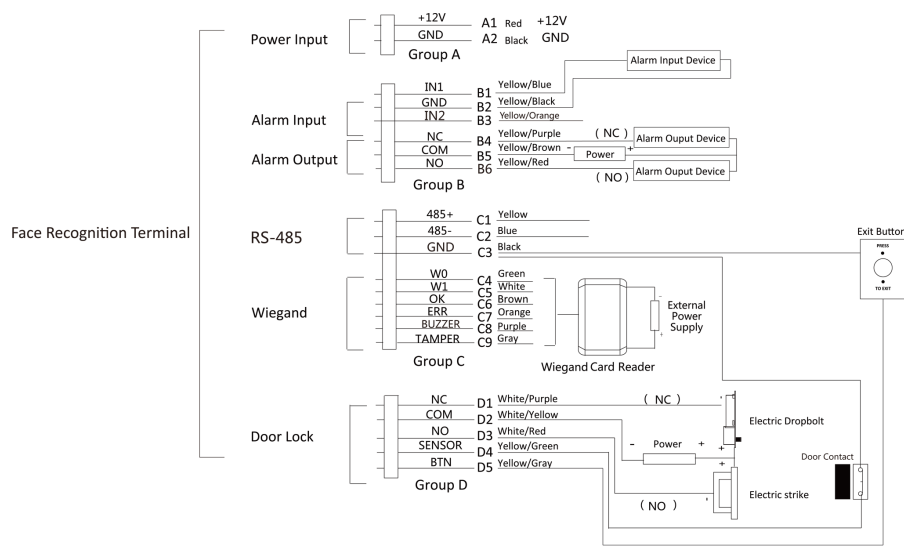 Face Recognition Terminal
Power Input
+12V A1 Red +12V
GND A2 Black GND
Group A
Alarm Input
Alarm Output
IN1 B1 Yellow/Blue
GND B2 Yellow/Black
IN2 B3 Yellow/Orange
NC B4 Yellow/Purple ( NC )
COM B5 Yellow/Brown - Power +
NO B6 Yellow/Red ( NO )
Group B
Alarm Input Device
Alarm Ouput Device
Alarm Ouput Device
RS-485
485+ C1 Yellow
485- C2 Blue
GND C3 Black
Wiegand
W0 C4 Green
W1 C5 White
OK C6 Brown
ERR C7 Orange
BUZZER C8 Purple
TAMPER C9 Gray
Group C
Wiegand Card Reader
-
External
Power
Supply
+
Exit Button
PRESS
TO EXIT
Door Lock
NC D1 White/Purple ( NC ) -
COM D2 White/Yellow - Power + +
NO D3 White/Red ( NO ) - +
SENSOR D4 Yellow/Green
BTN D5 Yellow/Gray
Group D
Electric Dropbolt
Electric strike
Door Contact